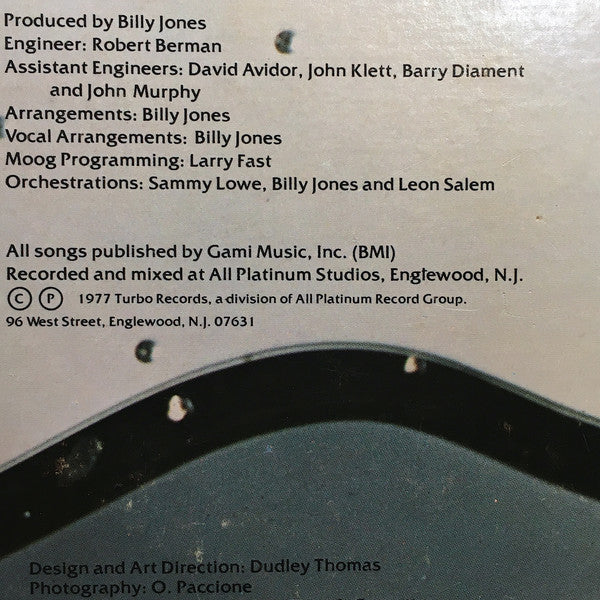 Produced by Billy Jones
Engineer: Robert Berman
Assistant Engineers: David Avidor, John Klett, Barry Diament
and John Murphy
Arrangements: Billy Jones
Vocal Arrangements: Billy Jones
Moog Programming: Larry Fast
Orchestrations: Sammy Lowe, Billy Jones and Leon Salem
All songs published by Gami Music, Inc. (BMI)
Recorded and mixed at All Platinum Studios, Englewood, N.J.
Ⓒ Ⓟ 1977 Turbo Records, a division of All Platinum Record Group.
96 West Street, Englewood, N.J. 07631
Design and Art Direction: Dudley Thomas
Photography: O. Paccione